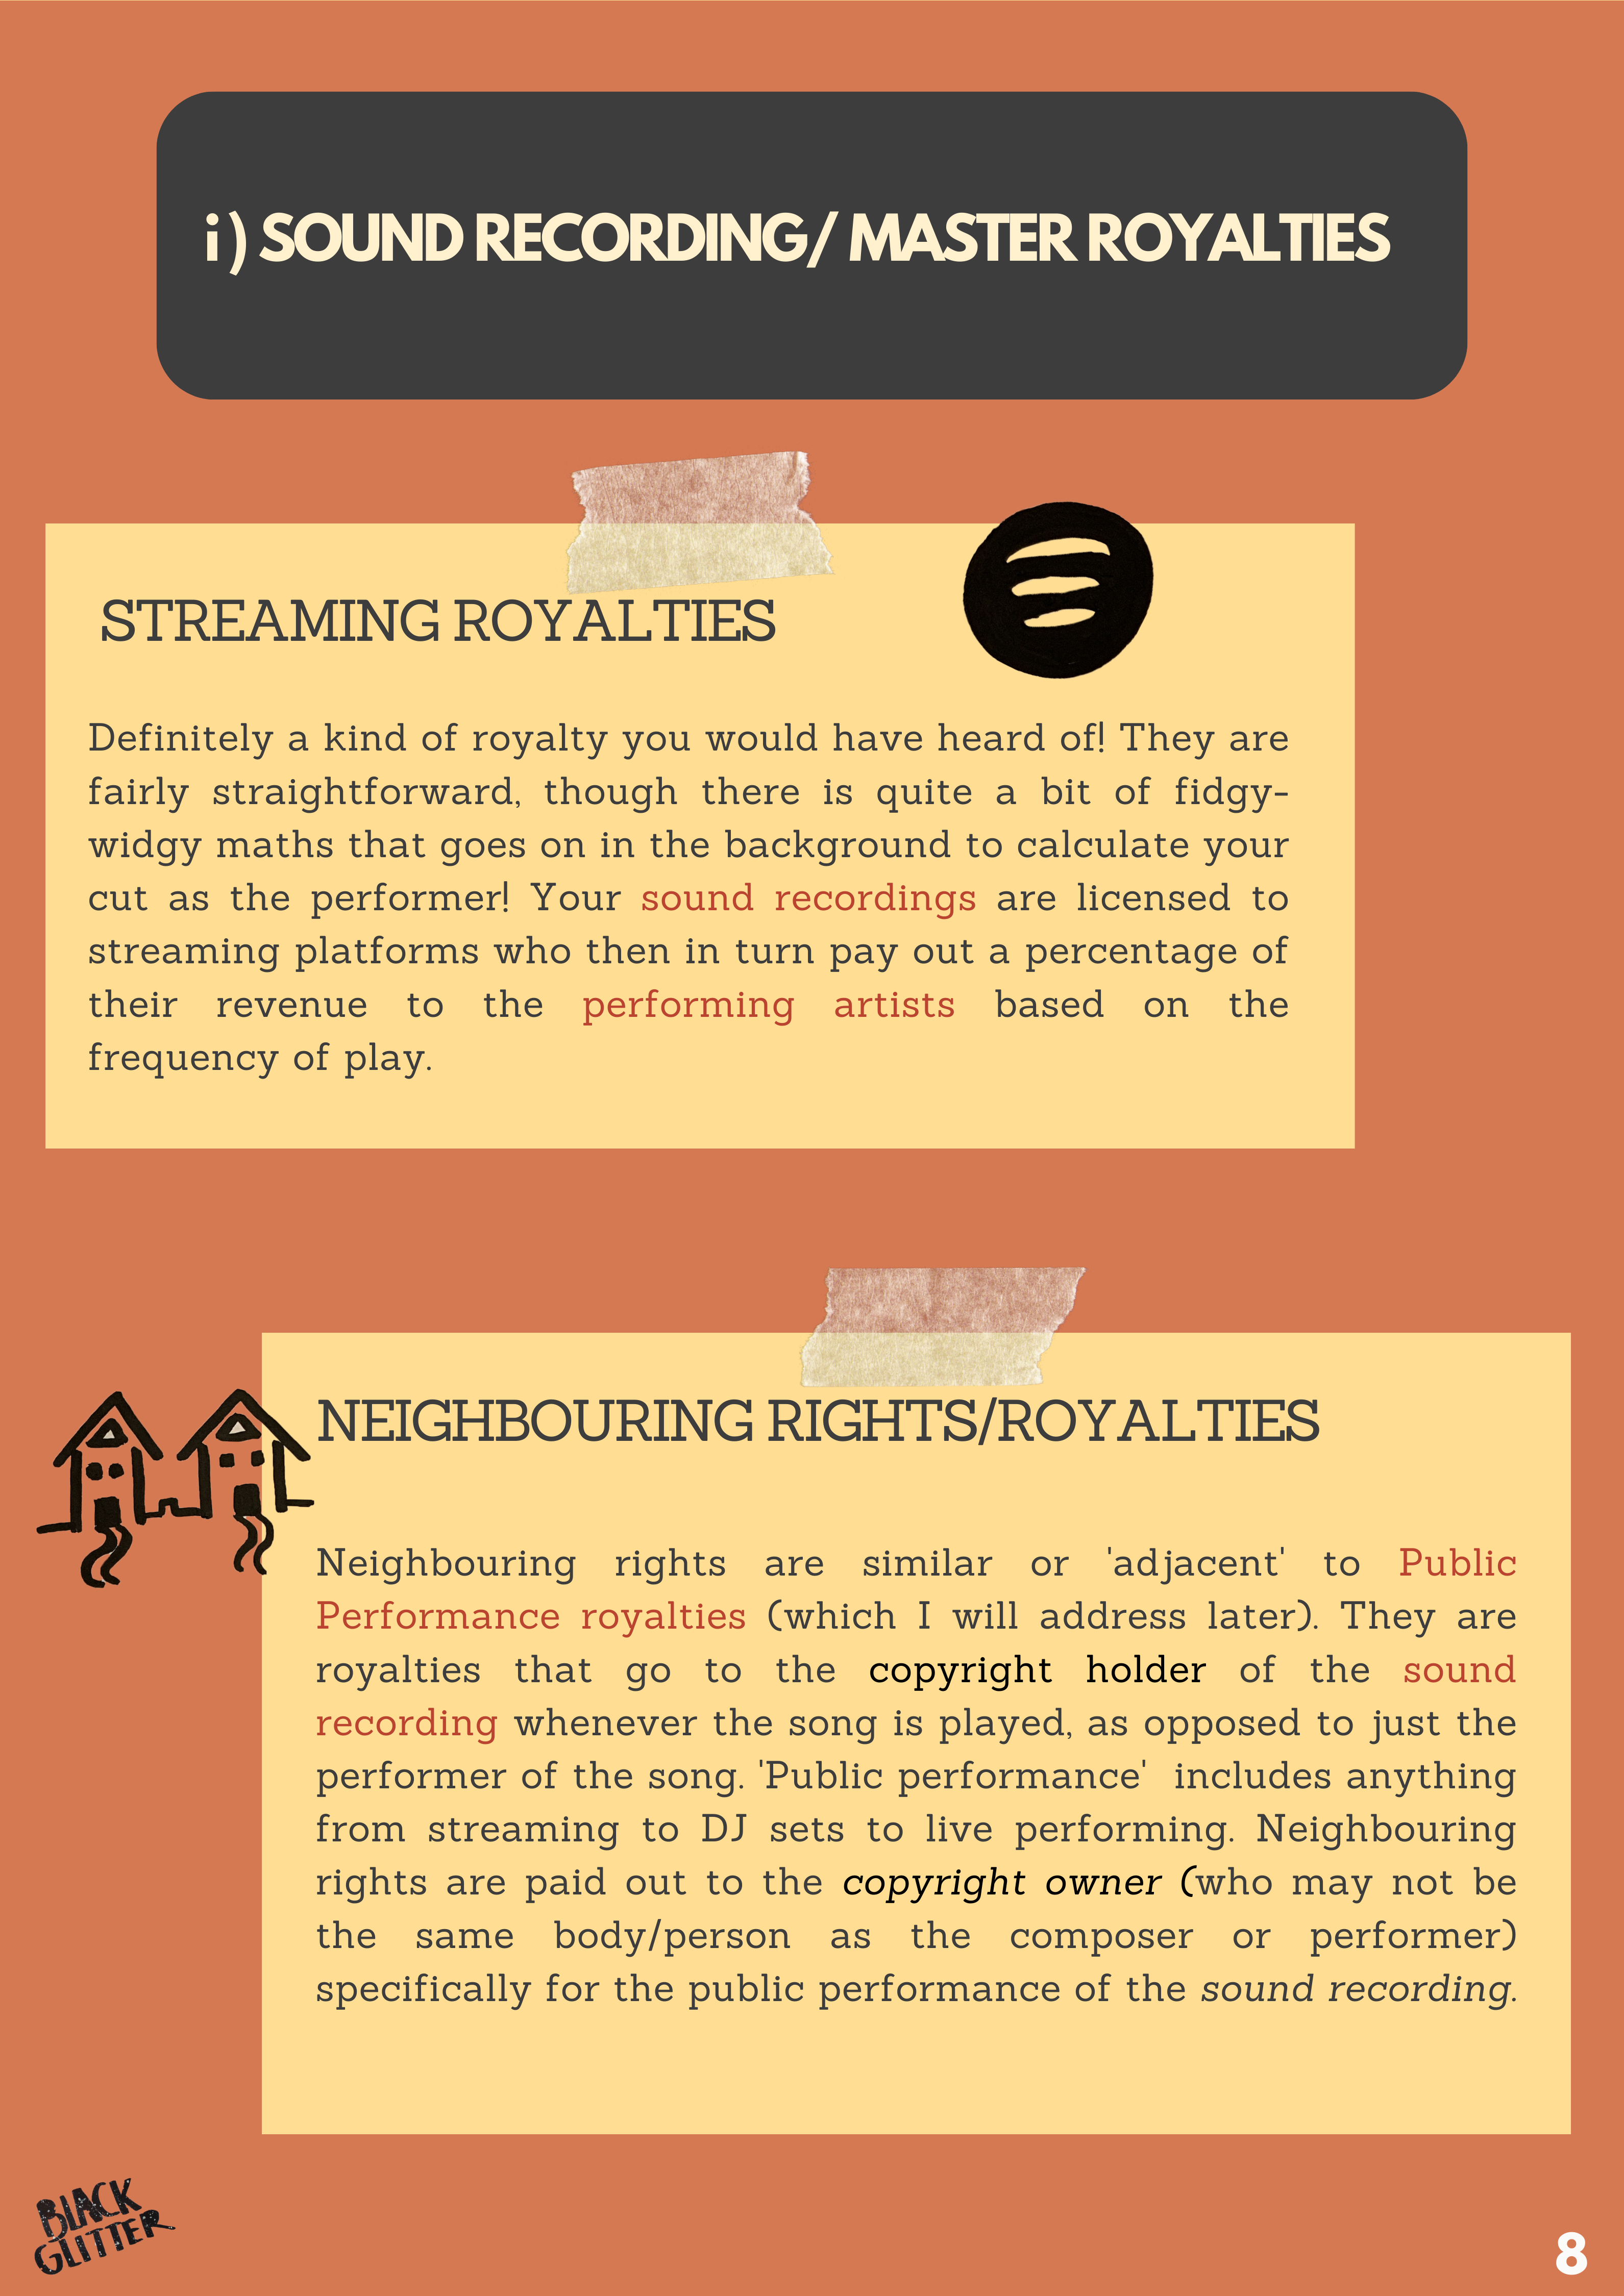 i) SOUND RECORDING/ MASTER ROYALTIES
STREAMING ROYALTIES
Definitely a kind of royalty you would have heard of! They are
fairly straightforward, though there is quite a bit of fidgy-
widgy maths that goes on in the background to calculate your
cut as the performer! Your sound recordings are licensed to
streaming platforms who then in turn pay out a percentage of
their revenue to the performing artists based on the
frequency of play.
NEIGHBOURING RIGHTS/ROYALTIES
Neighbouring rights are similar or 'adjacent' to Public
Performance royalties (which I will address later). They are
royalties that go to the copyright holder of the sound
recording whenever the song is played, as opposed to just the
performer of the song. 'Public performance' includes anything
from streaming to DJ sets to live performing. Neighbouring
rights are paid out to the copyright owner (who may not be
the same body/person as the composer or performer)
specifically for the public performance of the sound recording.
BLACK
GLITTER
8